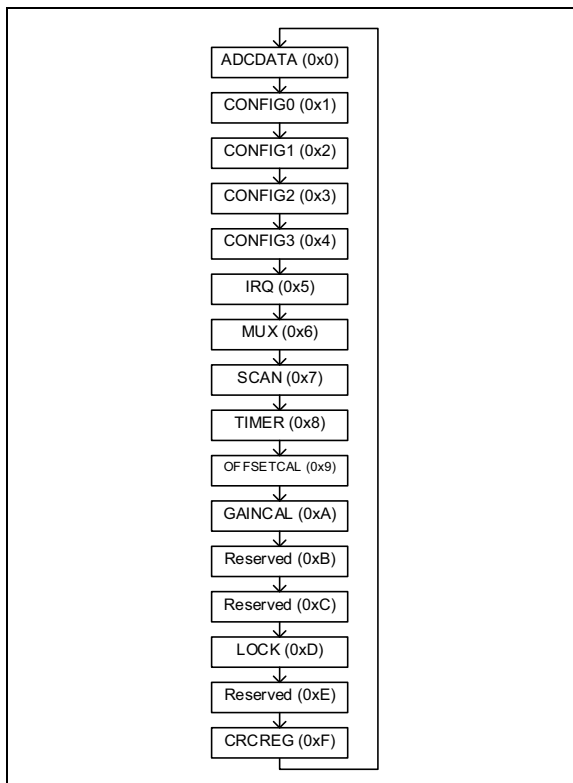 ADCDATA (0x0)
CONFIG0 (0x1)
CONFIG1 (0x2)
CONFIG2 (0x3)
CONFIG3 (0x4)
IRQ (0x5)
MUX (0x6)
SCAN (0x7)
TIMER (0x8)
OFFSETCAL (0x9)
GAINCAL (0xA)
Reserved (0xB)
Reserved (0xC)
LOCK (0xD)
Reserved (0xE)
CRCREG (0xF)